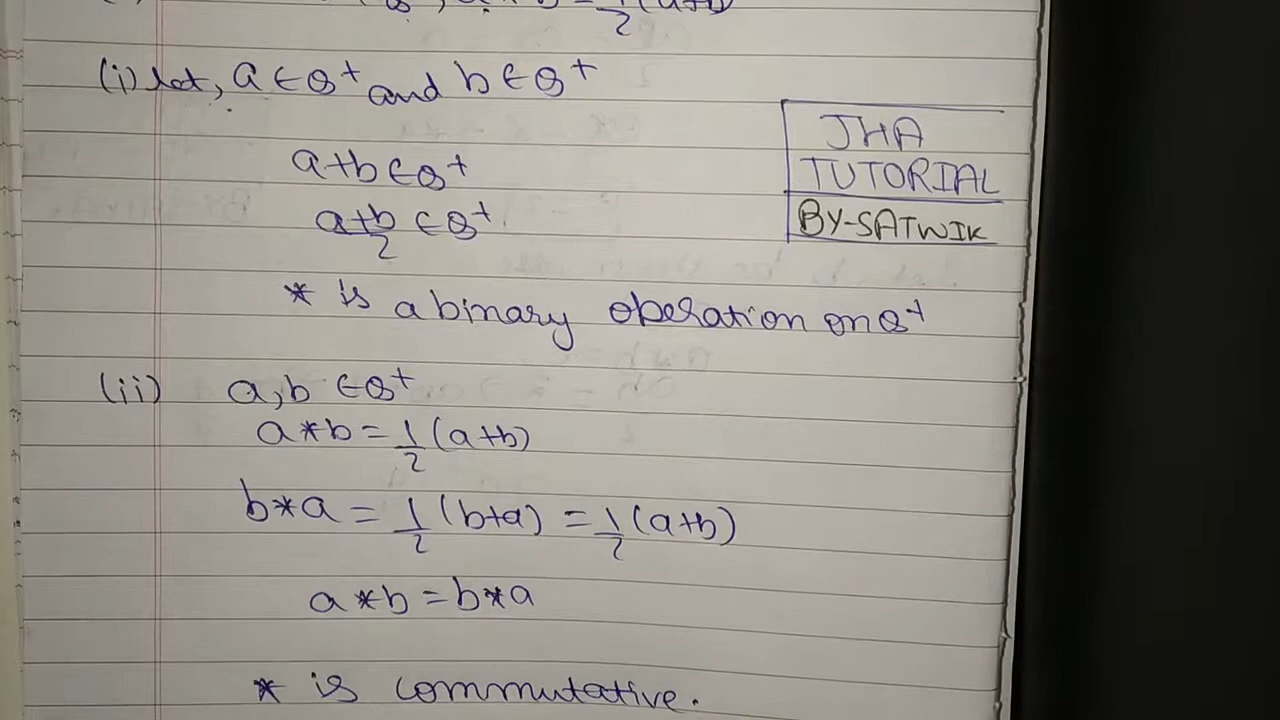 (i) let, a ∈ Q⁺ and b ∈ Q⁺
JHA
TUTORIAL
BY-SATWIK
a+b ∈ Q⁺
a+b/2 ∈ Q⁺
* is a binary operation on Q⁺
(ii) a,b ∈ Q⁺
a*b = 1/2 (a+b)
b*a = 1/2 (b+a) = 1/2 (a+b)
a*b = b*a
* is commutative.